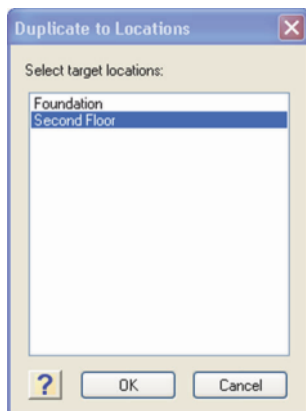 Duplicate to Locations
Select target locations:
Foundation
Second Floor
?
OK
Cancel